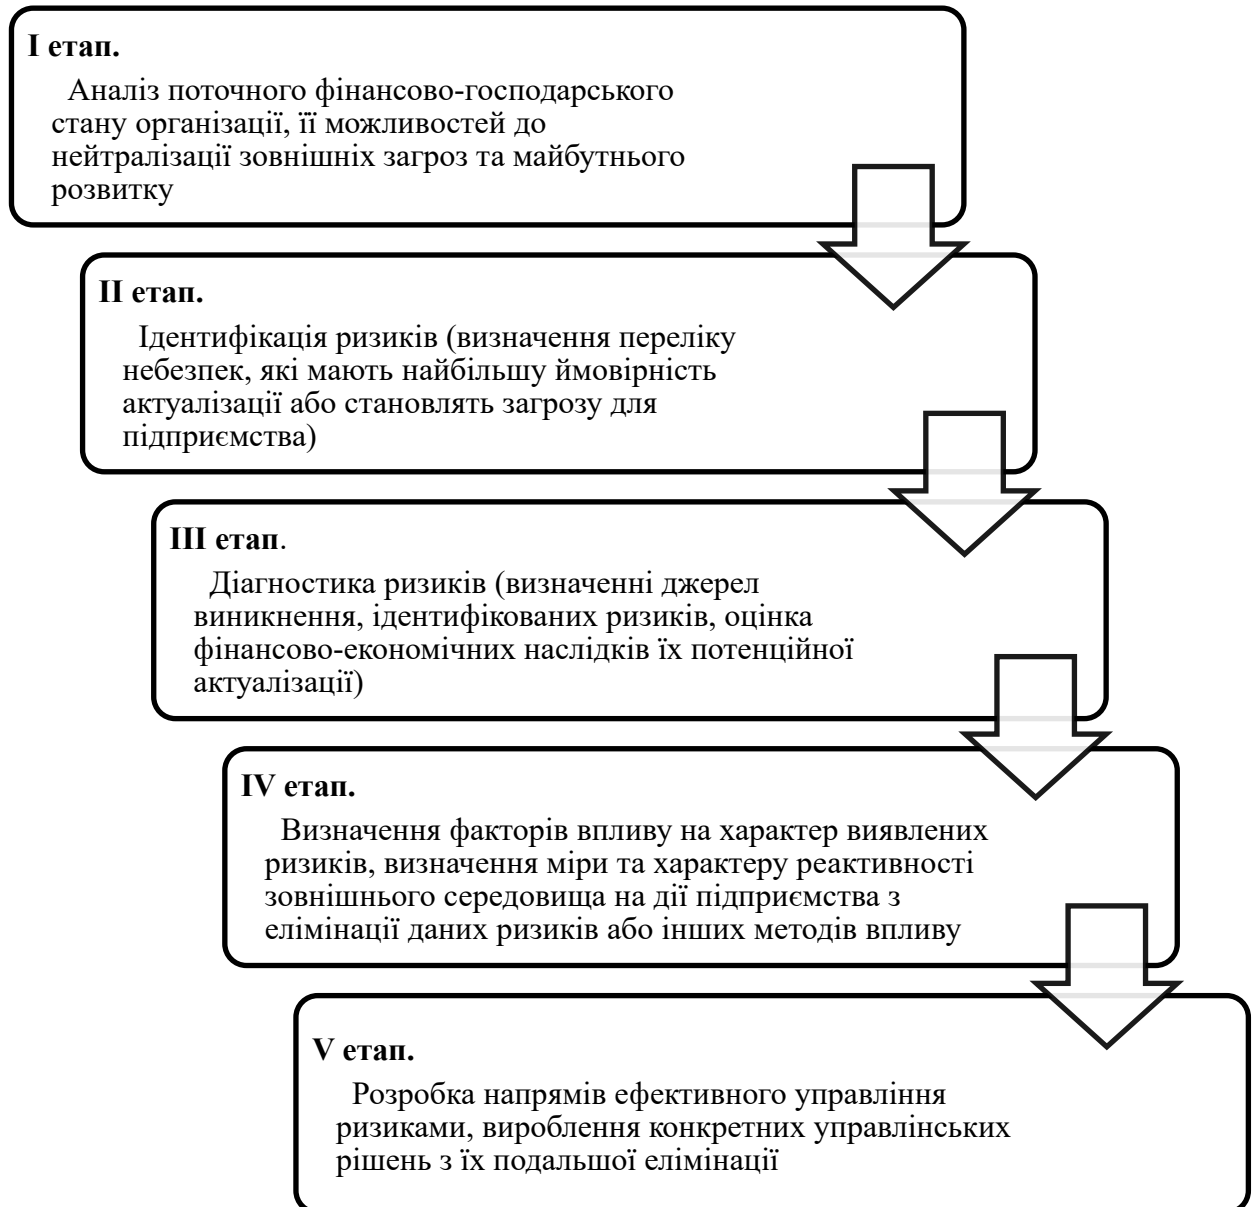 I етап.
Аналіз поточного фінансово-господарського
стану організації, її можливостей до
нейтралізації зовнішніх загроз та майбутнього
розвитку
II етап.
Ідентифікація ризиків (визначення переліку
небезпек, які мають найбільшу ймовірність
актуалізації або становлять загрозу для
підприємства)
III етап.
Діагностика ризиків (визначенні джерел
виникнення, ідентифікованих ризиків, оцінка
фінансово-економічних наслідків їх потенційної
актуалізації)
IV етап.
Визначення факторів впливу на характер виявлених
ризиків, визначення міри та характеру реактивності
зовнішнього середовища на дії підприємства з
елімінації даних ризиків або інших методів впливу
V етап.
Розробка напрямів ефективного управління
ризиками, вироблення конкретних управлінських
рішень з їх подальшої елімінації